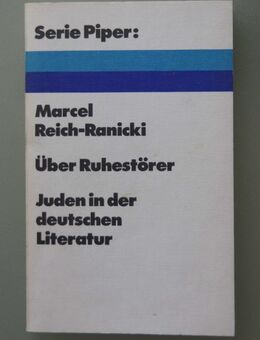 Serie Piper:
Marcel
Reich-Ranicki
Über Ruhestörer
Juden in der
deutschen
Literatur